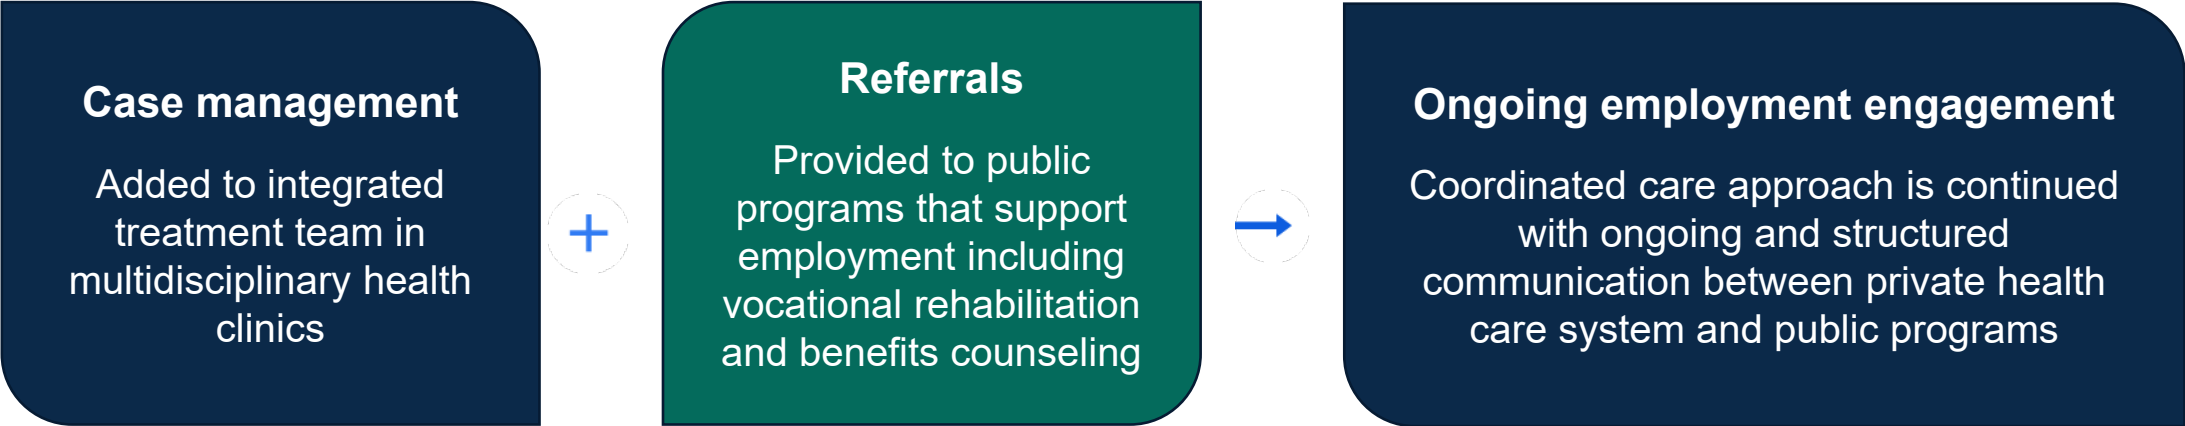 Case management
Added to integrated
treatment team in
multidisciplinary health
clinics
+
Referrals
Provided to public
programs that support
employment including
vocational rehabilitation
and benefits counseling
Ongoing employment engagement
Coordinated care approach is continued
with ongoing and structured
communication between private health
care system and public programs